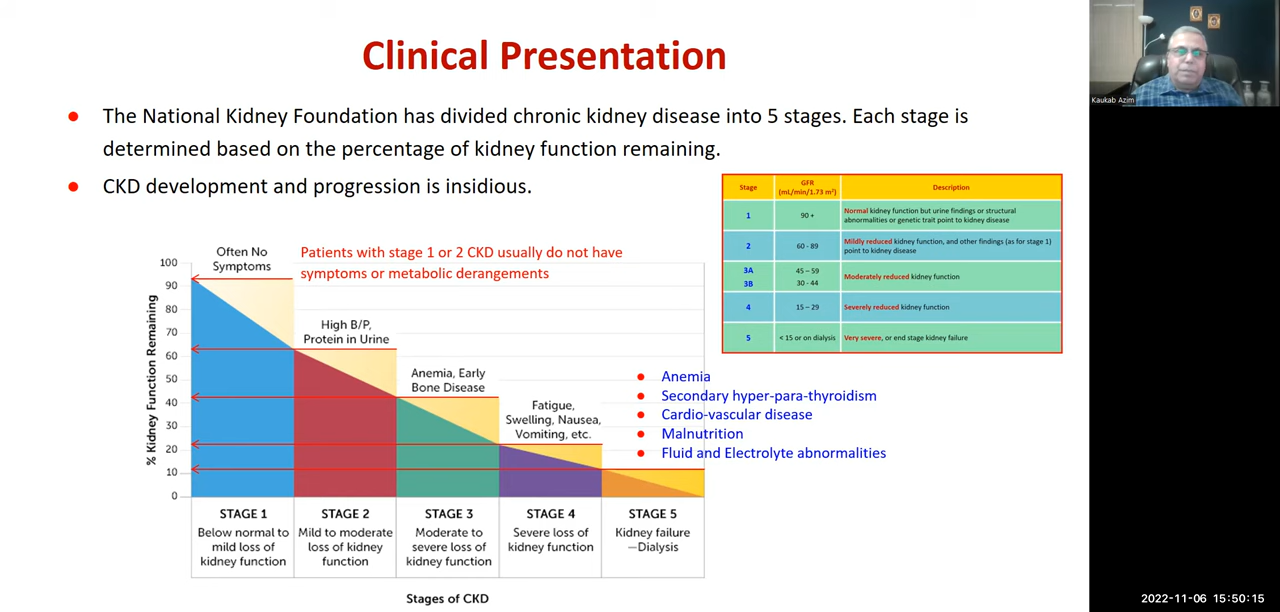 Clinical Presentation
Kaukab Azim
● The National Kidney Foundation has divided chronic kidney disease into 5 stages. Each stage is
determined based on the percentage of kidney function remaining.
● CKD development and progression is insidious.
Stage GFR (mL/min/1.73 m²) Description
1 90 + Normal kidney function but urine findings or structural
abnormalities or genetic trait point to kidney disease
2 60 - 89 Mildly reduced kidney function, and other findings (as for stage 1)
point to kidney disease
3A 45 – 59 Moderately reduced kidney function
3B 30 - 44
4 15 – 29 Severely reduced kidney function
5 < 15 or on dialysis Very severe, or end stage kidney failure
Patients with stage 1 or 2 CKD usually do not have
symptoms or metabolic derangements
% Kidney Function Remaining
100
90
80
70
60
50
40
30
20
10
0
Often No
Symptoms
High B/P,
Protein in Urine
Anemia, Early
Bone Disease
Fatigue,
Swelling, Nausea,
Vomiting, etc.
● Anemia
● Secondary hyper-para-thyroidism
● Cardio-vascular disease
● Malnutrition
● Fluid and Electrolyte abnormalities
STAGE 1
Below normal to
mild loss of
kidney function
STAGE 2
Mild to moderate
loss of kidney
function
STAGE 3
Moderate to
severe loss of
kidney function
STAGE 4
Severe loss of
kidney function
STAGE 5
Kidney failure
—Dialysis
Stages of CKD
2022-11-06 15:50:15